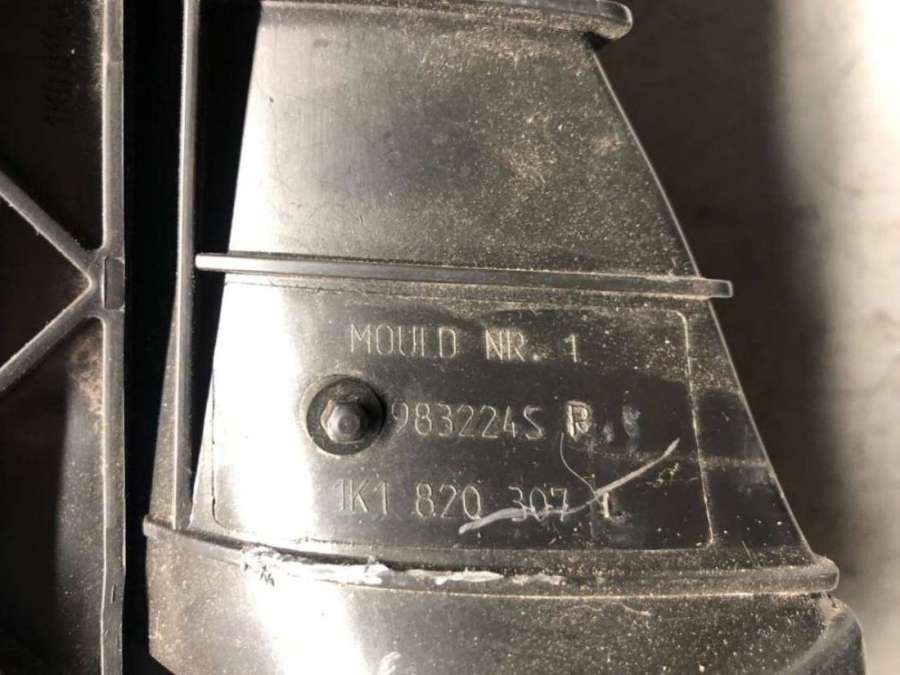 MOULD NR. 1
983224S R
1K1 820 307 L